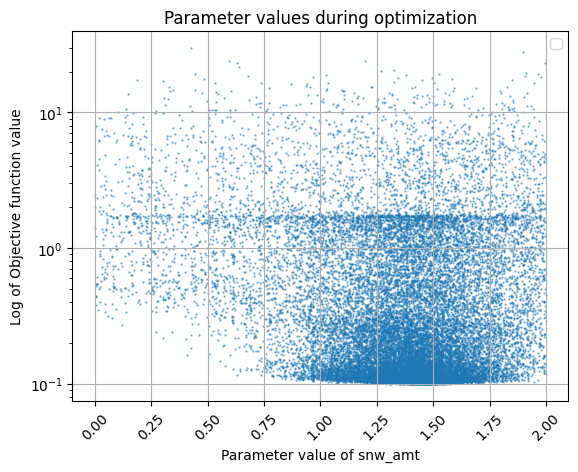 Parameter values during optimization
Log of Objective function value
10¹
10⁰
10⁻¹
0.00 0.25 0.50 0.75 1.00 1.25 1.50 1.75 2.00
Parameter value of snw_amt